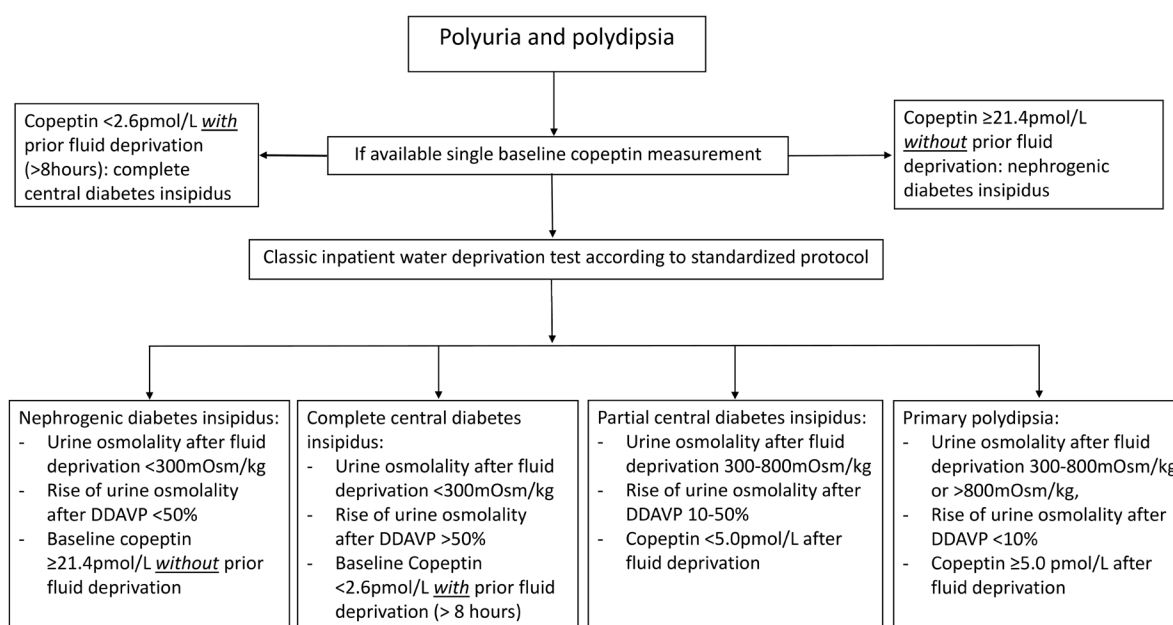 Polyuria and polydipsia
Copeptin <2.6pmol/L with
prior fluid deprivation
(>8hours): complete
central diabetes insipidus
If available single baseline copeptin measurement
Copeptin ≥21.4pmol/L
without prior fluid
deprivation: nephrogenic
diabetes insipidus
Classic inpatient water deprivation test according to standardized protocol
Nephrogenic diabetes insipidus:
- Urine osmolality after fluid
deprivation <300mOsm/kg
- Rise of urine osmolality
after DDAVP <50%
- Baseline copeptin
≥21.4pmol/L without prior
fluid deprivation
Complete central diabetes
insipidus:
- Urine osmolality after fluid
deprivation <300mOsm/kg
- Rise of urine osmolality
after DDAVP >50%
- Baseline Copeptin
<2.6pmol/L with prior fluid
deprivation (> 8 hours)
Partial central diabetes insipidus:
- Urine osmolality after fluid
deprivation 300-800mOsm/kg
- Rise of urine osmolality after
DDAVP 10-50%
- Copeptin <5.0pmol/L after
fluid deprivation
Primary polydipsia:
- Urine osmolality after fluid
deprivation 300-800mOsm/kg
or >800mOsm/kg,
- Rise of urine osmolality after
DDAVP <10%
- Copeptin ≥5.0 pmol/L after
fluid deprivation